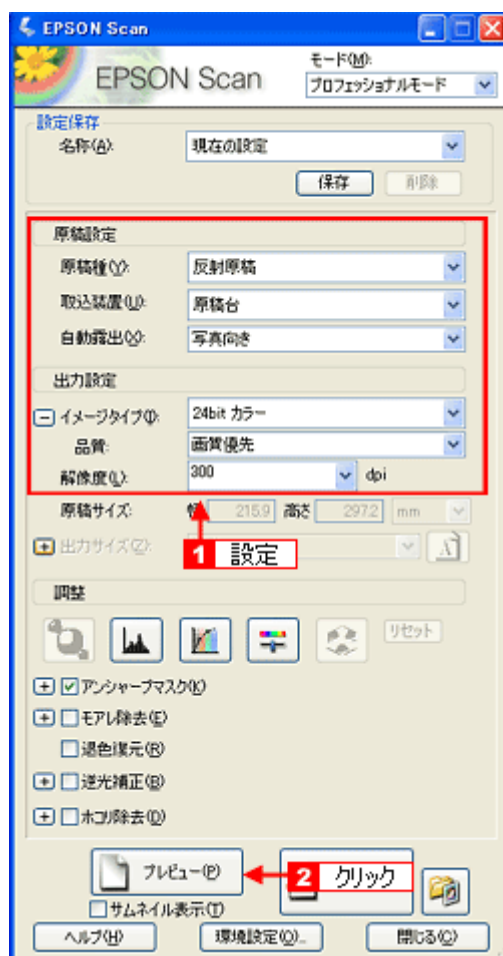 EPSON Scan
EPSON Scan
モード(M):
プロフェッショナルモード
設定保存
名称(A):
現在の設定
保存
削除
原稿設定
原稿種(Y):
反射原稿
取込装置(U):
原稿台
自動露出(X):
写真向き
出力設定
イメージタイプ(I):
24bit カラー
品質:
画質優先
解像度(L):
300
dpi
原稿サイズ:
215.9
高さ
297.2
mm
出力サイズ(Z):
1 設定
調整
リセット
アンシャープマスク(K)
モアレ除去(E)
退色復元(R)
逆光補正(B)
ホコリ除去(D)
プレビュー(P)
2 クリック
サムネイル表示(T)
ヘルプ(H)
環境設定(O)...
閉じる(C)